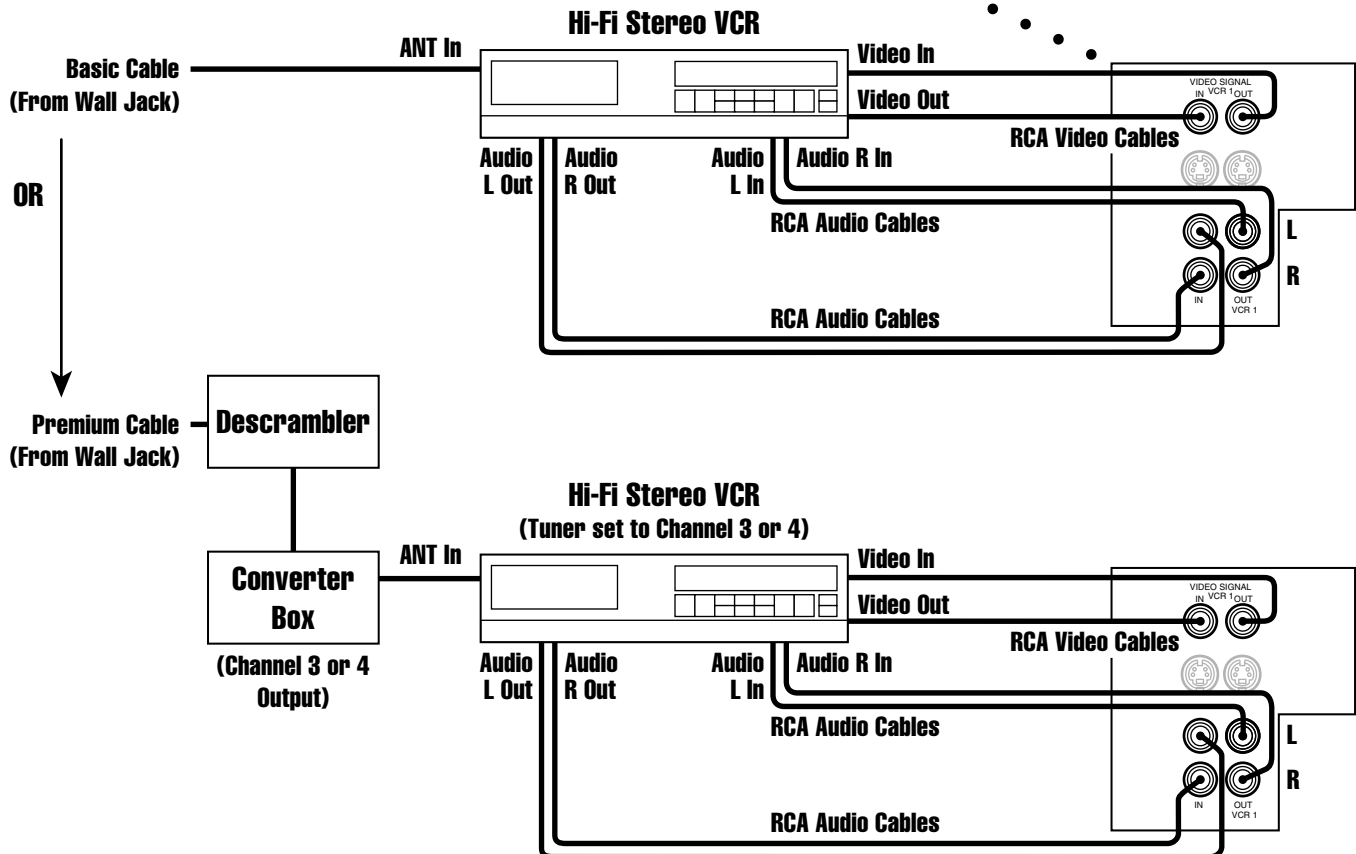 Hi-Fi Stereo VCR
ANT In
Basic Cable
(From Wall Jack)
Video In
Video Out
VIDEO SIGNAL
IN VCR 1 OUT
RCA Video Cables
Audio
L Out
Audio
R Out
Audio
L In
Audio R In
OR
RCA Audio Cables
L
R
IN
OUT
VCR 1
RCA Audio Cables
Premium Cable
(From Wall Jack)
Descrambler
Hi-Fi Stereo VCR
(Tuner set to Channel 3 or 4)
ANT In
Converter
Box
(Channel 3 or 4
Output)
Video In
Video Out
VIDEO SIGNAL
IN VCR 1 OUT
RCA Video Cables
Audio
L Out
Audio
R Out
Audio
L In
Audio R In
RCA Audio Cables
L
R
IN
OUT
VCR 1
RCA Audio Cables